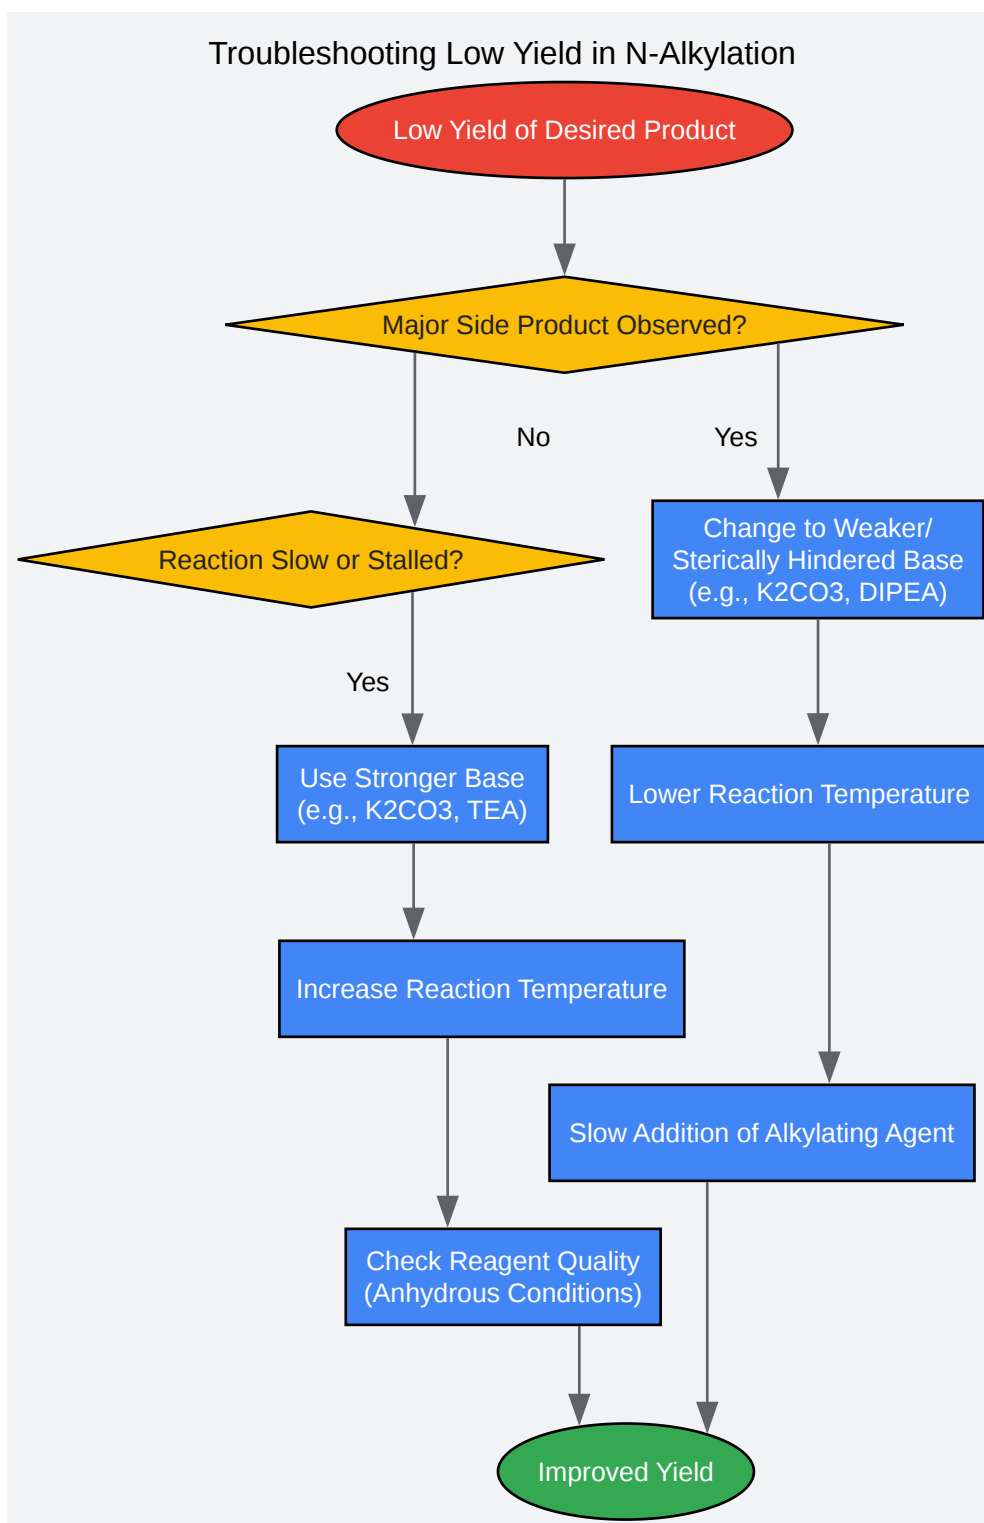 Troubleshooting Low Yield in N-Alkylation
Low Yield of Desired Product
Major Side Product Observed?
No
Yes
Reaction Slow or Stalled?
Change to Weaker/
Sterically Hindered Base
(e.g., K2CO3, DIPEA)
Yes
Use Stronger Base
(e.g., K2CO3, TEA)
Lower Reaction Temperature
Increase Reaction Temperature
Slow Addition of Alkylating Agent
Check Reagent Quality
(Anhydrous Conditions)
Improved Yield